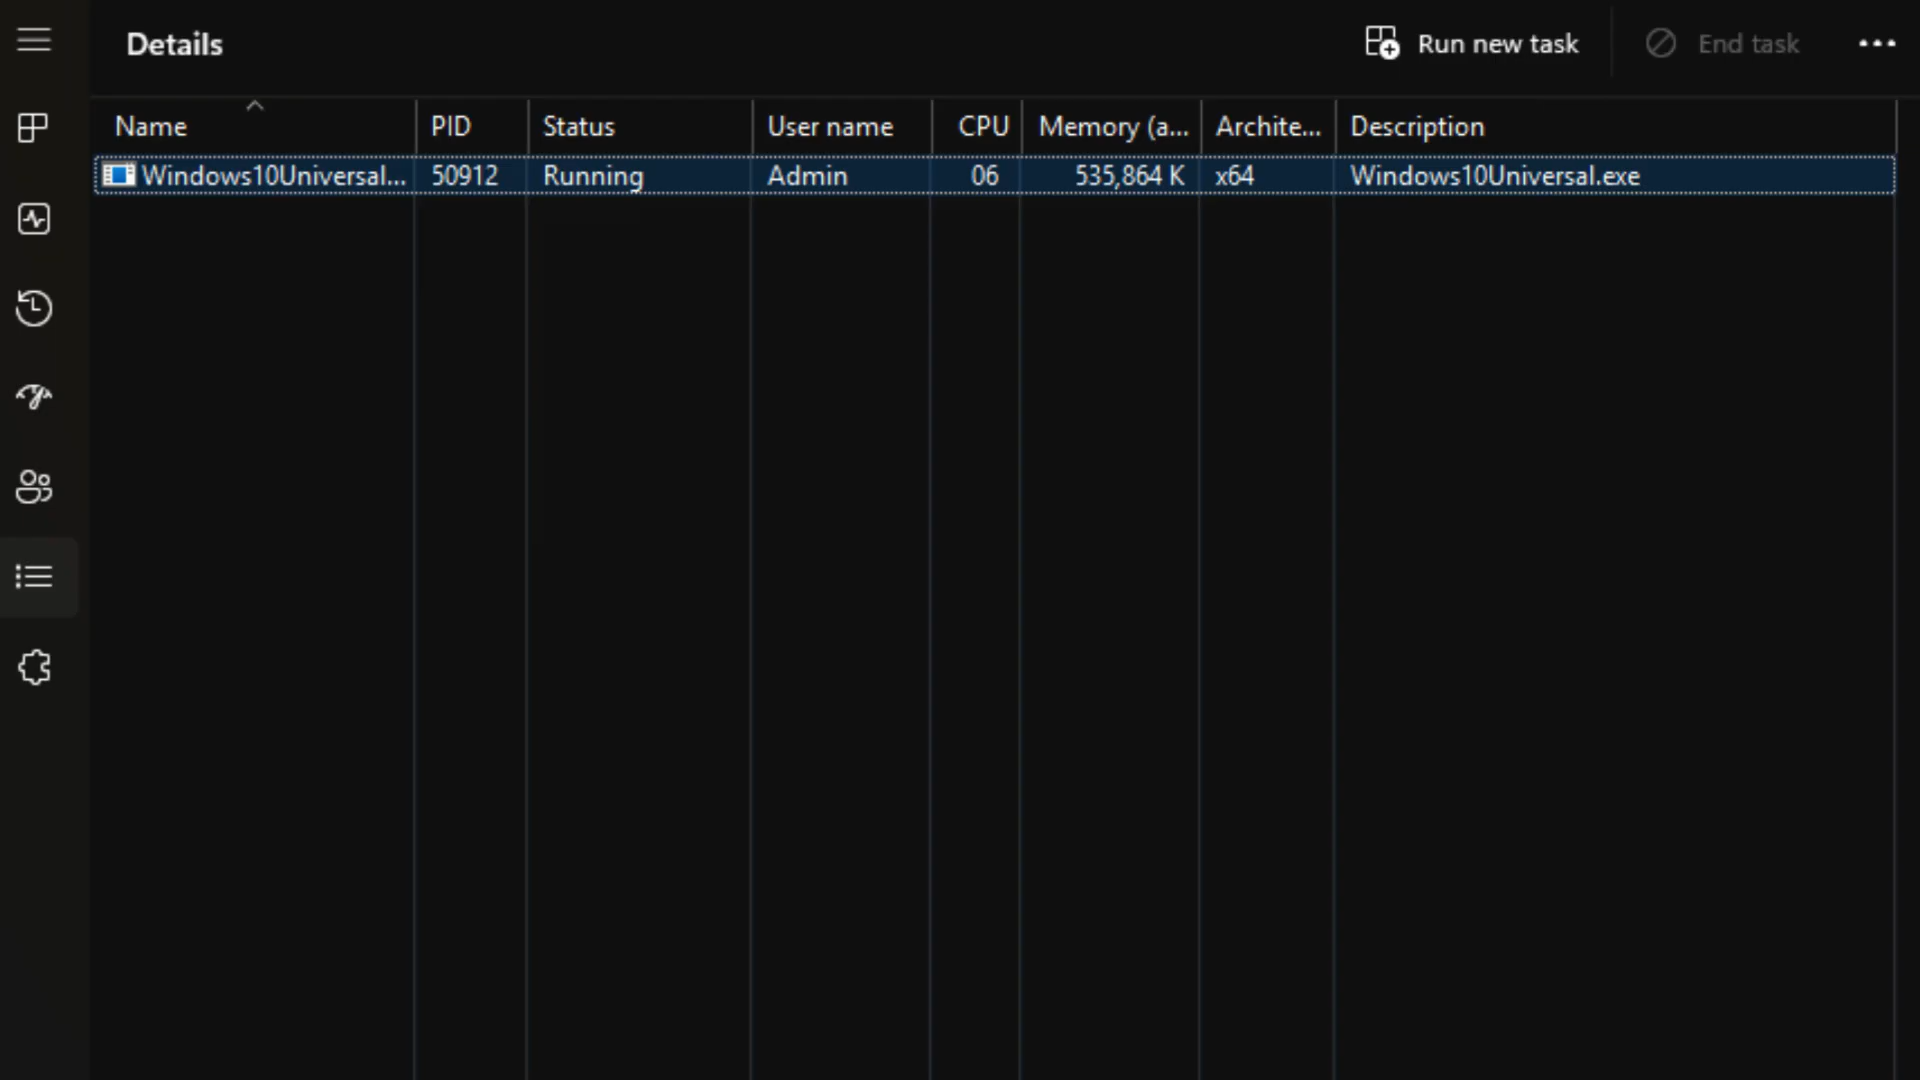 Details
Run new task
End task
Name PID Status User name CPU Memory (a... Archite... Description
Windows10Universal... 50912 Running Admin 06 535,864 K x64 Windows10Universal.exe